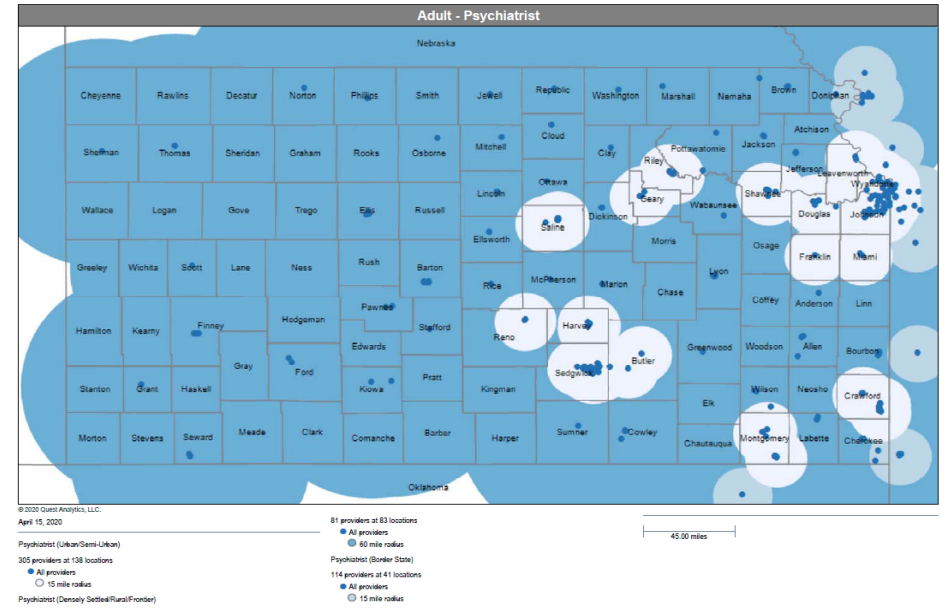 Adult - Psychiatrist
Nebraska
Cheyenne Rawlins Decatur Norton Phillips Smith Jewell Republic Washington Marshall Nemaha Brown Doniphan
Sherman Thomas Sheridan Graham Rooks Osborne Mitchell Cloud Clay Riley Pottawatomie Jackson Atchison Jefferson Leavenworth Wyandotte
Wallace Logan Gove Trego Ellis Russell Lincoln Ottawa Saline Dickinson Geary Wabaunsee Shawnee Douglas Johnson
Greeley Wichita Scott Lane Ness Rush Barton Ellsworth Rice McPherson Marion Morris Chase Lyon Osage Franklin Miami
Hamilton Kearny Finney Hodgeman Pawnee Stafford Reno Harvey Coffey Anderson Linn
Gray Ford Edwards Sedgwick Butler Greenwood Woodson Allen Bourbon
Stanton Grant Haskell Kiowa Pratt Kingman Elk Wilson Neosho Crawford
Morton Stevens Seward Meade Clark Comanche Barber Harper Sumner Cowley Chautauqua Montgomery Labette Cherokee
Oklahoma
© 2020 Quest Analytics, LLC.
April 15, 2020
Psychiatrist (Urban/Semi-Urban)
305 providers at 138 locations
All providers
15 mile radius
Psychiatrist (Densely Settled/Rural/Frontier)
81 providers at 83 locations
All providers
60 mile radius
Psychiatrist (Border State)
114 providers at 41 locations
All providers
15 mile radius
45.00 miles